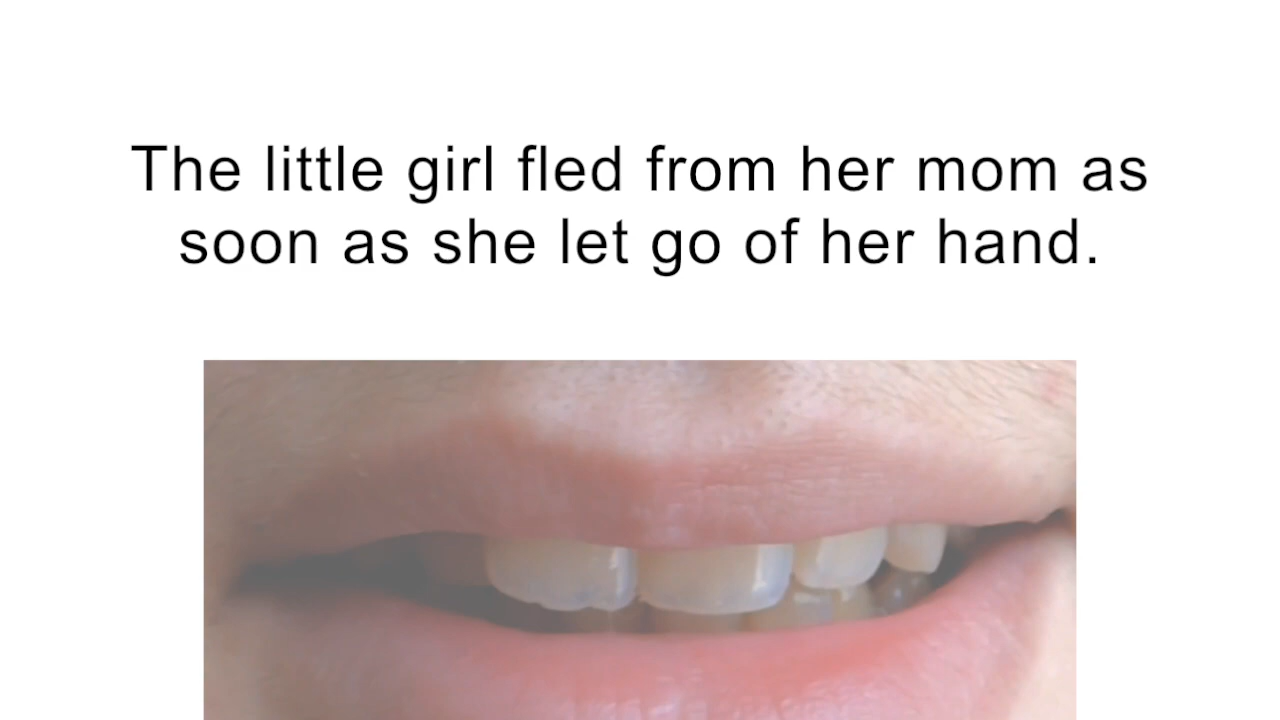 The little girl fled from her mom as
soon as she let go of her hand.